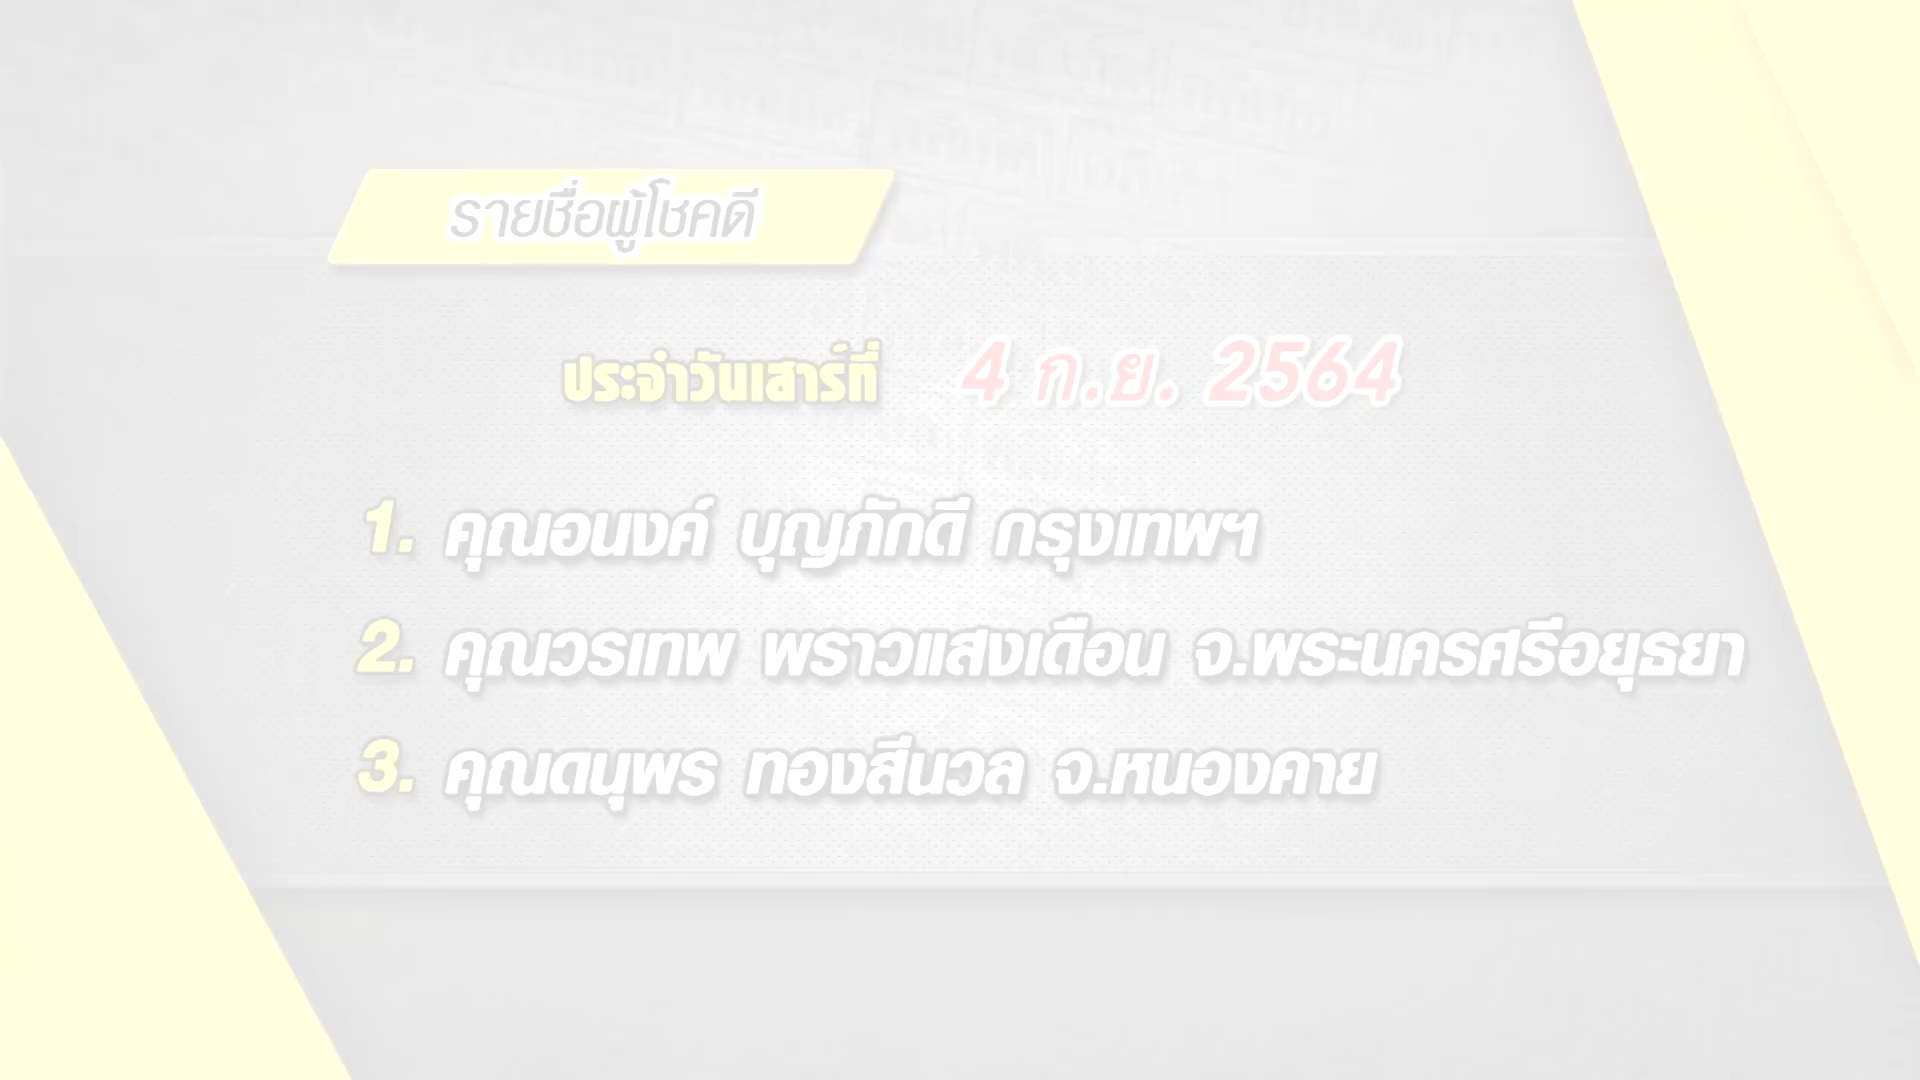 รายชื่อผู้โชคดี
ประจำวันเสาร์ที่ 4 ก.ย. 2564
1. คุณอนงค์ บุญภักดี กรุงเทพฯ
2. คุณวรเทพ พราวแสงเดือน จ.พระนครศรีอยุธยา
3. คุณดนุพร ทองสีนวล จ.หนองคาย